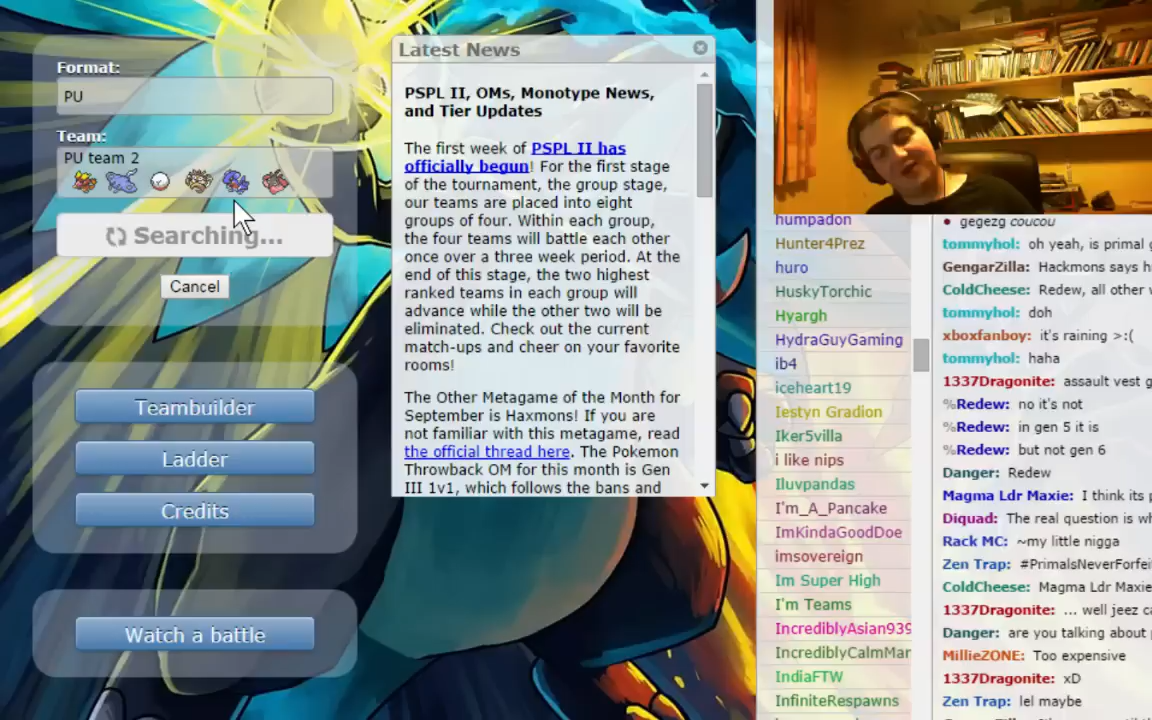 Format:
PU
Team:
PU team 2
Searching...
Cancel
Teambuilder
Ladder
Credits
Watch a battle
Latest News
PSPL II, OMs, Monotype News,
and Tier Updates
The first week of PSPL II has
officially begun! For the first stage
of the tournament, the group stage,
our teams are placed into eight
groups of four. Within each group,
the four teams will battle each other
once over a three week period. At the
end of this stage, the two highest
ranked teams in each group will
advance while the other two will be
eliminated. Check out the current
match-ups and cheer on your favorite
rooms!
The Other Metagame of the Month for
September is Haxmons! If you are
not familiar with this metagame, read
the official thread here. The Pokemon
Throwback OM for this month is Gen
III 1v1, which follows the bans and
humpadon
Hunter4Prez
huro
HuskyTorchic
Hyargh
HydraGuyGaming
ib4
iceheart19
Iestyn Gradion
Iker5villa
i like nips
Iluvpandas
I'm_A_Pancake
ImKindaGoodDoe
imsovereign
Im Super High
I'm Teams
IncrediblyAsian939
IncrediblyCalmMar
IndiaFTW
InfiniteRespawns
• gegezg coucou
tommyhol: oh yeah, is primal
GengarZilla: Hackmons says
ColdCheese: Redew, all other
tommyhol: doh
xboxfanboy: it's raining >:(
tommyhol: haha
1337Dragonite: assault vest
%Redew: no it's not
%Redew: in gen 5 it is
%Redew: but not gen 6
Danger: Redew
Magma Ldr Maxie: I think its
Diquad: The real question is
Rack MC: ~my little nigga
Zen Trap: #PrimalsNeverForfei
ColdCheese: Magma Ldr Maxie
1337Dragonite: ... well jeez
Danger: are you talking about
MillieZONE: Too expensive
1337Dragonite: xD
Zen Trap: lel maybe